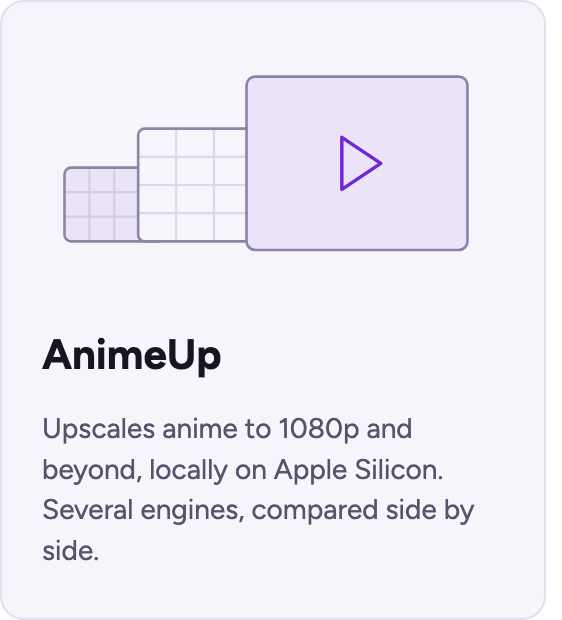 AnimeUp
Upscales anime to 1080p and
beyond, locally on Apple Silicon.
Several engines, compared side by
side.